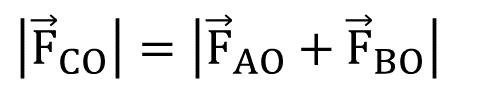 |F⃗_CO| = |F⃗_AO + F⃗_BO|